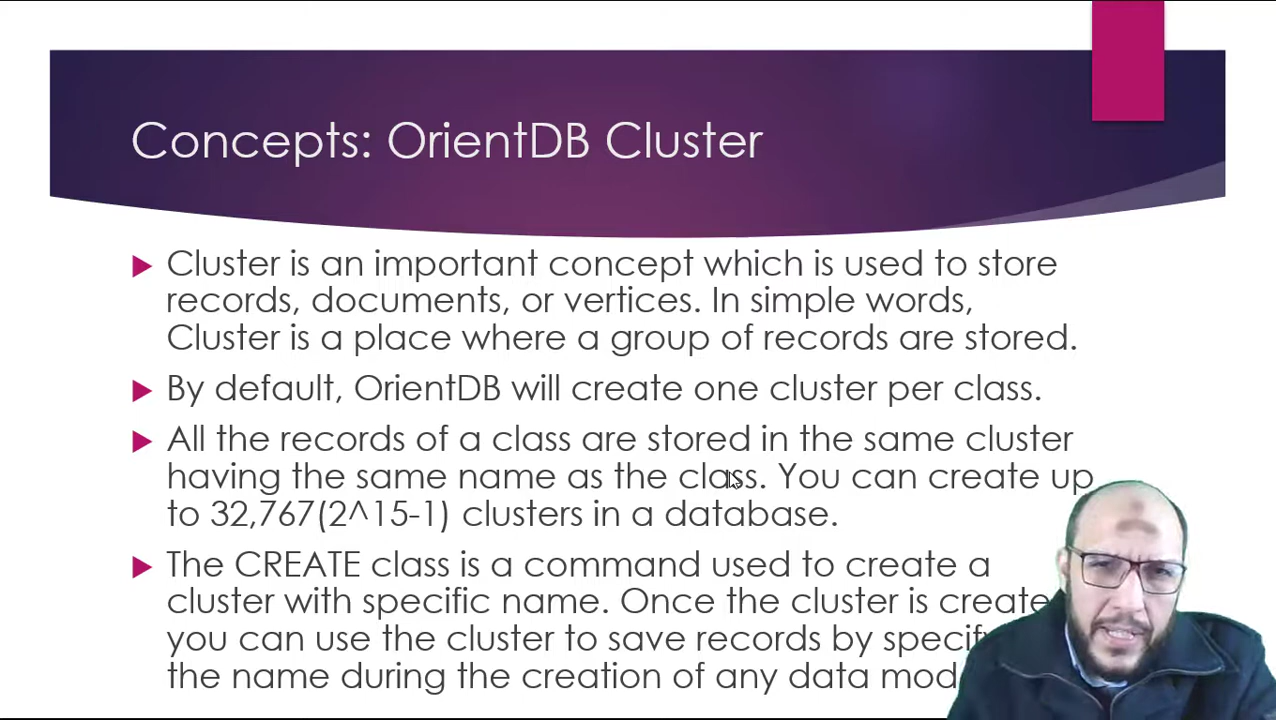 Concepts: OrientDB Cluster
Cluster is an important concept which is used to store
records, documents, or vertices. In simple words,
Cluster is a place where a group of records are stored.
By default, OrientDB will create one cluster per class.
All the records of a class are stored in the same cluster
having the same name as the class. You can create up
to 32,767(2^15-1) clusters in a database.
The CREATE class is a command used to create a
cluster with specific name. Once the cluster is create
you can use the cluster to save records by specify
the name during the creation of any data mod